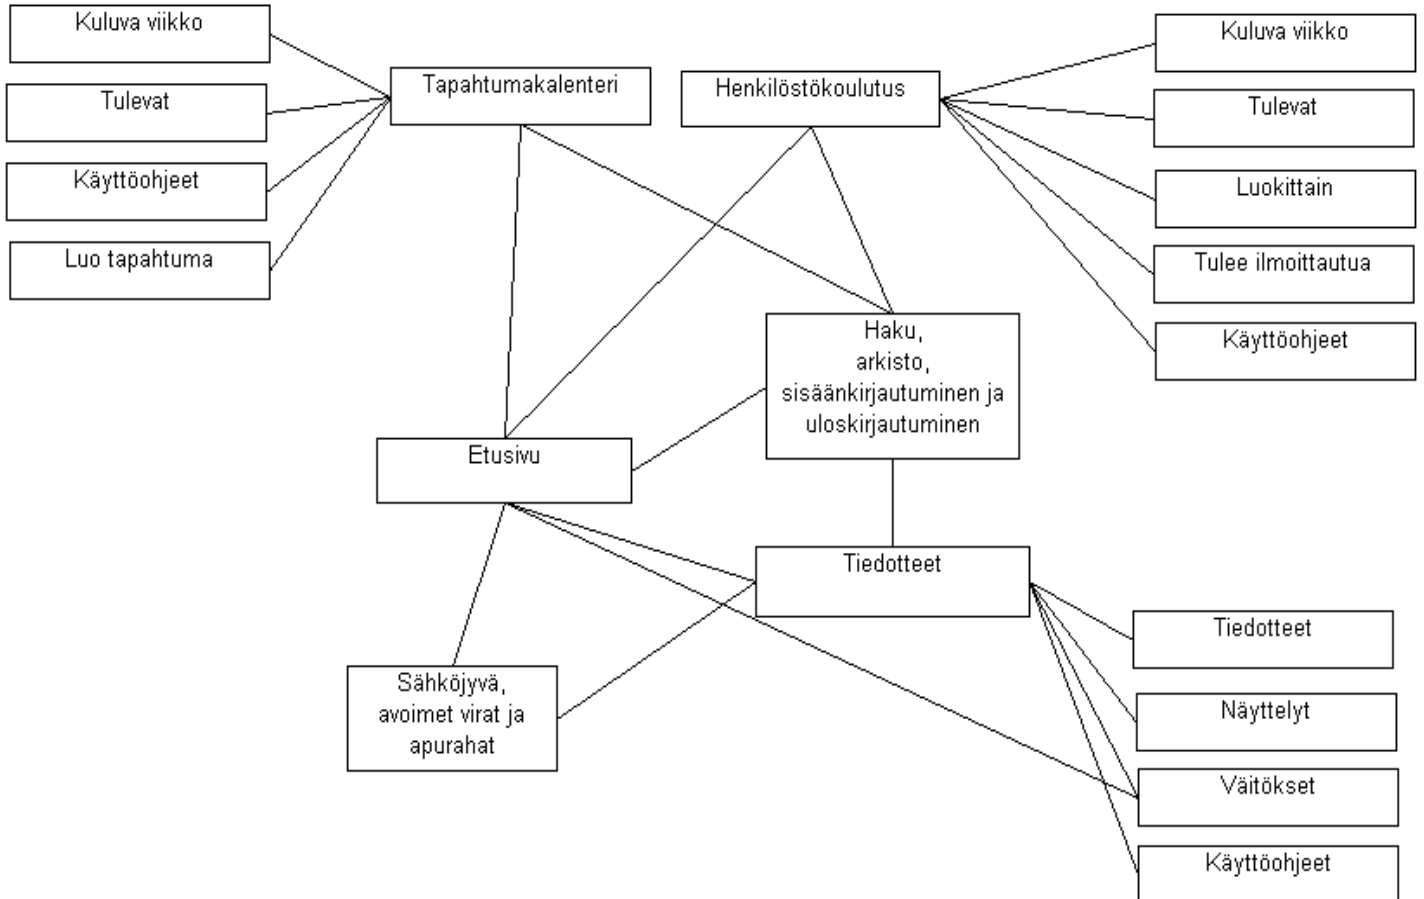 Kuluva viikko
Tulevat
Käyttöohjeet
Luo tapahtuma
Tapahtumakalenteri
Henkilöstökoulutus
Kuluva viikko
Tulevat
Luokittain
Tulee ilmoittautua
Käyttöohjeet
Haku,
arkisto,
sisäänkirjautuminen ja
uloskirjautuminen
Etusivu
Tiedotteet
Sähköjyvä,
avoimet virat ja
apurahat
Tiedotteet
Näyttelyt
Väitökset
Käyttöohjeet